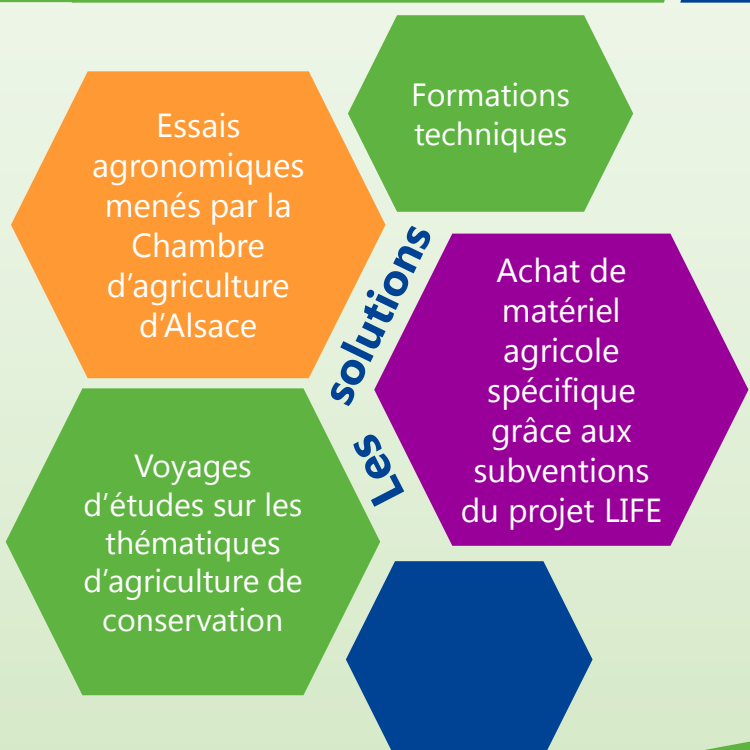 Formations
techniques
Essais
agronomiques
menés par la
Chambre
d’agriculture
d’Alsace
Les solutions
Achat de
matériel
agricole
spécifique
grâce aux
subventions
du projet LIFE
Voyages
d’études sur les
thématiques
d’agriculture de
conservation